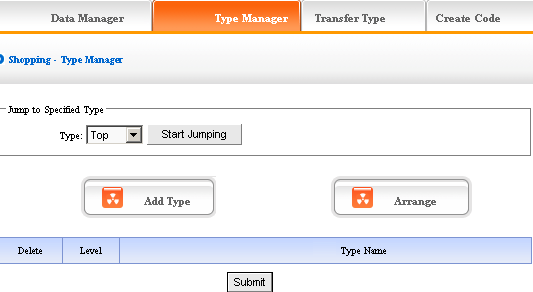 Data Manager Type Manager Transfer Type Create Code
Shopping - Type Manager
Jump to Specified Type
Type: Top Start Jumping
Add Type Arrange
Delete Level Type Name
Submit